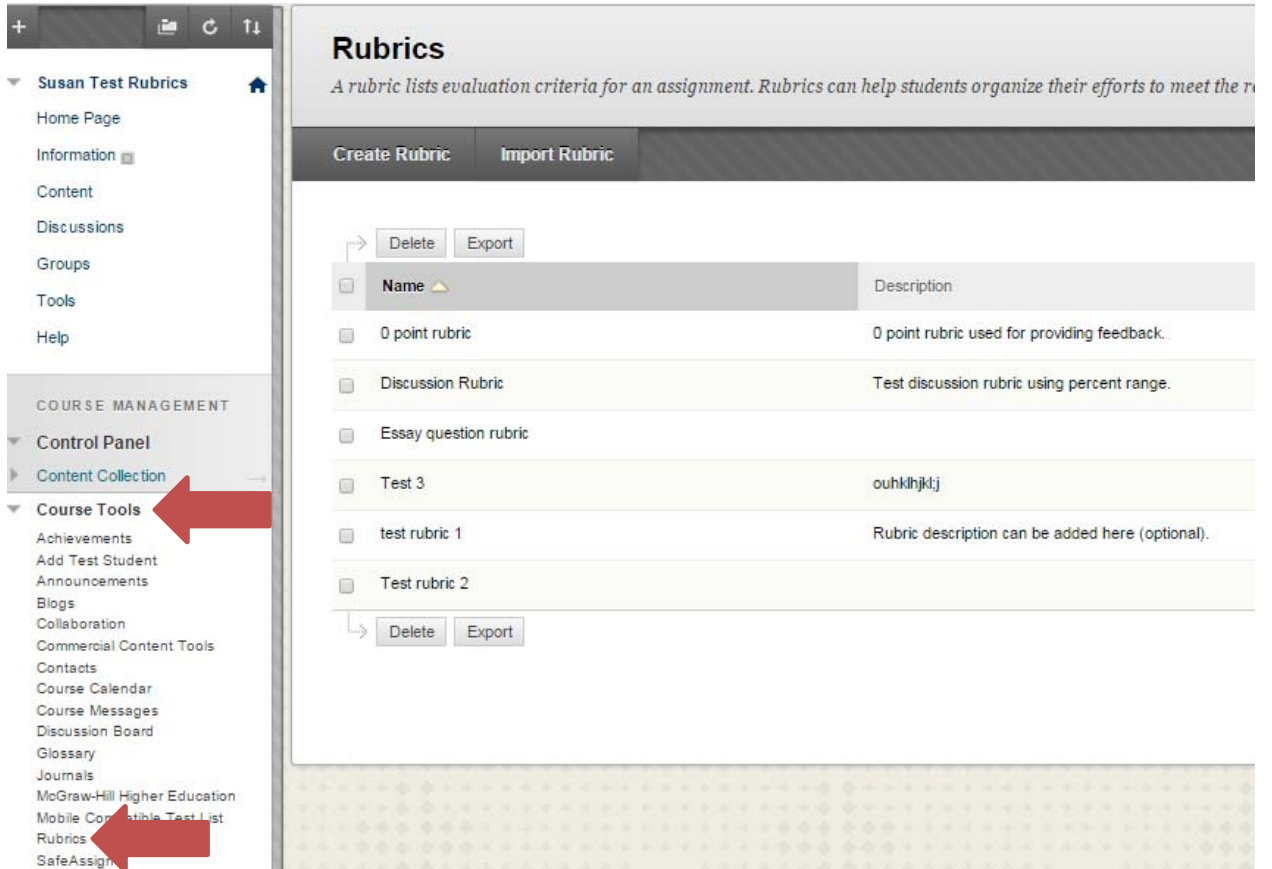 Susan Test Rubrics
Home Page
Information
Content
Discussions
Groups
Tools
Help
COURSE MANAGEMENT
Control Panel
Content Collection
Course Tools
Achievements
Add Test Student
Announcements
Blogs
Collaboration
Commercial Content Tools
Contacts
Course Calendar
Course Messages
Discussion Board
Glossary
Journals
McGraw-Hill Higher Education
Mobile Compatible Test List
Rubrics
SafeAssign
Rubrics
A rubric lists evaluation criteria for an assignment. Rubrics can help students organize their efforts to meet the
Create Rubric Import Rubric
Delete Export
Name Description
0 point rubric 0 point rubric used for providing feedback.
Discussion Rubric Test discussion rubric using percent range.
Essay question rubric
Test 3 ouhklhjkl;j
test rubric 1 Rubric description can be added here (optional).
Test rubric 2
Delete Export